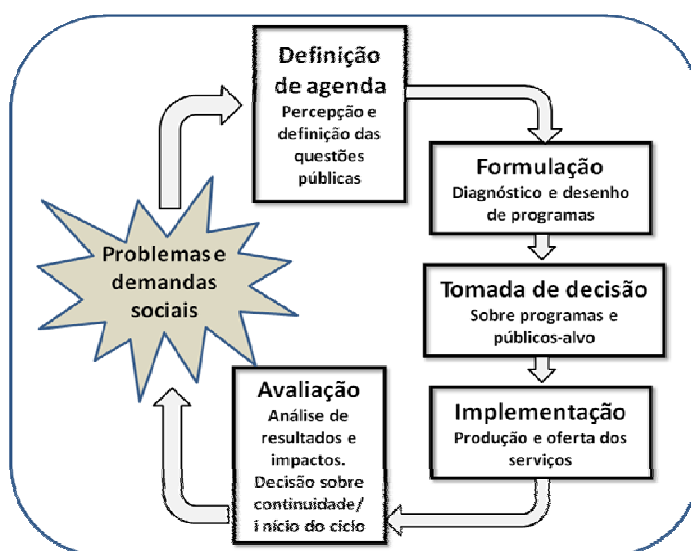 Definição
de agenda
Percepção e
definição das
questões
públicas
Formulação
Diagnóstico e desenho
de programas
Tomada de decisão
Sobre programas e
públicos-alvo
Implementação
Produção e oferta dos
serviços
Avaliação
Análise de
resultados e
impactos.
Decisão sobre
continuidade/
início do ciclo
Problemas e
demandas
sociais